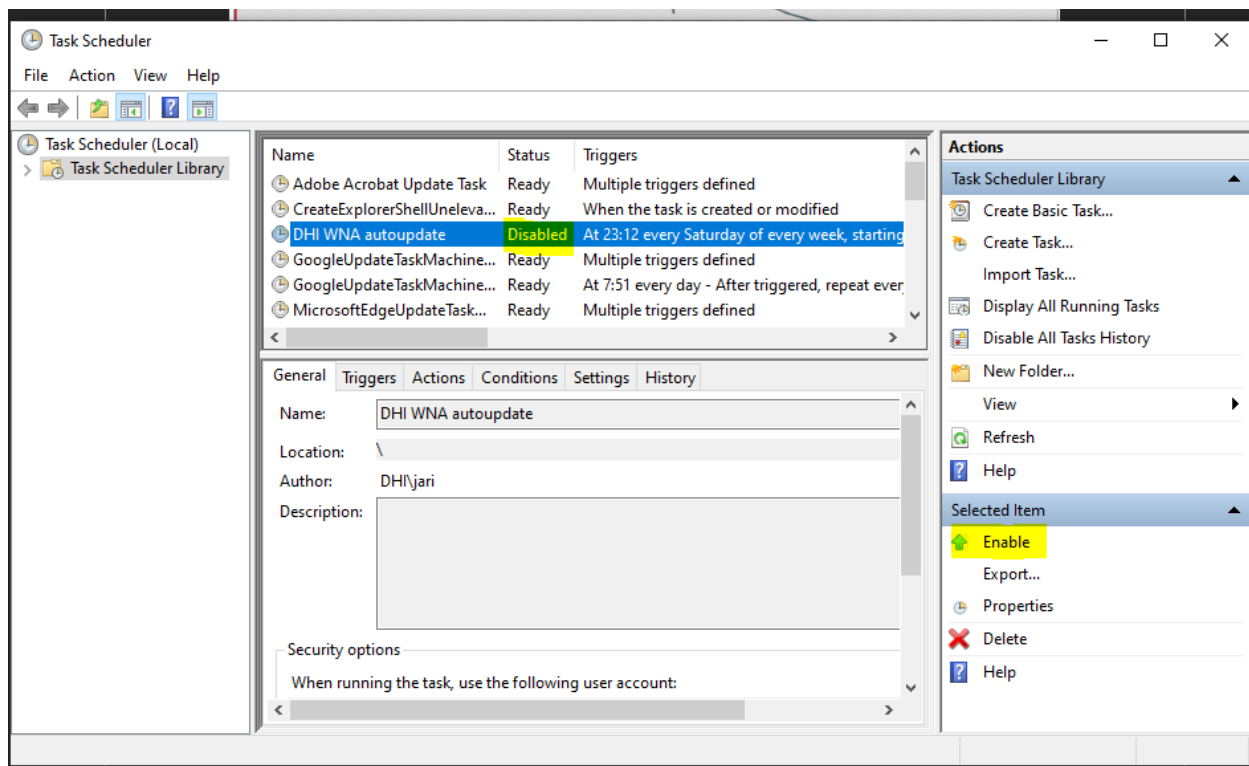 Task Scheduler
File Action View Help
Task Scheduler (Local)
Task Scheduler Library
Name Status Triggers
Adobe Acrobat Update Task Ready Multiple triggers defined
CreateExplorerShellUneleva... Ready When the task is created or modified
DHI WNA autoupdate Disabled At 23:12 every Saturday of every week, starting
GoogleUpdateTaskMachine... Ready Multiple triggers defined
GoogleUpdateTaskMachine... Ready At 7:51 every day - After triggered, repeat ever
MicrosoftEdgeUpdateTask... Ready Multiple triggers defined
General Triggers Actions Conditions Settings History
Name: DHI WNA autoupdate
Location: \
Author: DHI\jari
Description:
Security options
When running the task, use the following user account:
Actions
Task Scheduler Library
Create Basic Task...
Create Task...
Import Task...
Display All Running Tasks
Disable All Tasks History
New Folder...
View
Refresh
Help
Selected Item
Enable
Export...
Properties
Delete
Help